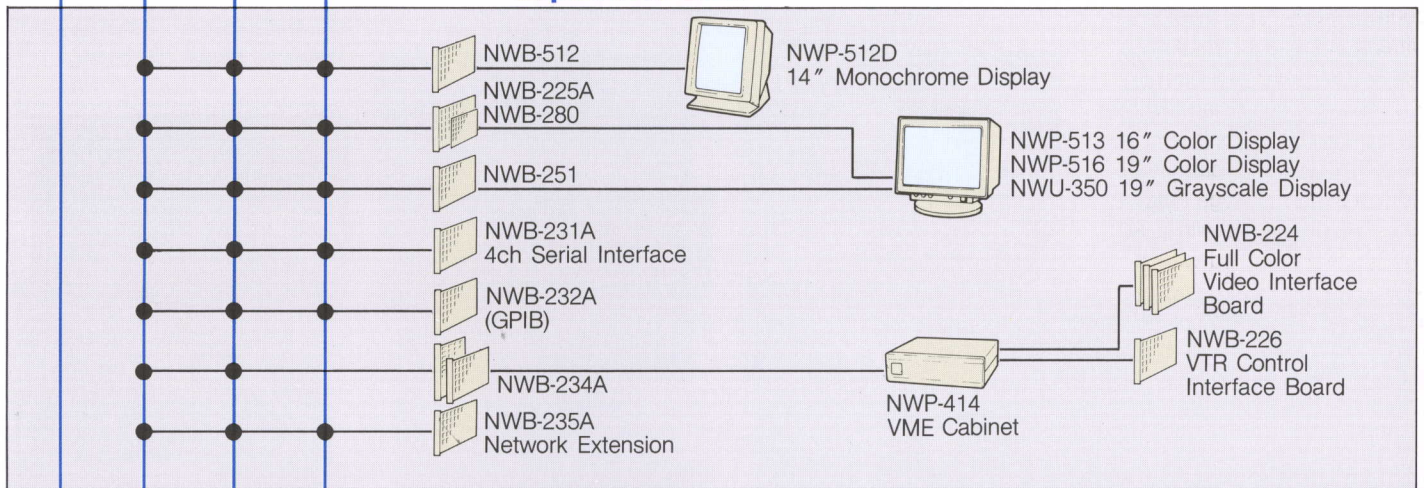 NWB-512
NWP-512D
14″ Monochrome Display
NWB-225A
NWB-280
NWP-513 16″ Color Display
NWP-516 19″ Color Display
NWU-350 19″ Grayscale Display
NWB-251
NWB-231A
4ch Serial Interface
NWB-224
Full Color
Video Interface
Board
NWB-232A
(GPIB)
NWB-226
VTR Control
Interface Board
NWB-234A
NWP-414
VME Cabinet
NWB-235A
Network Extension